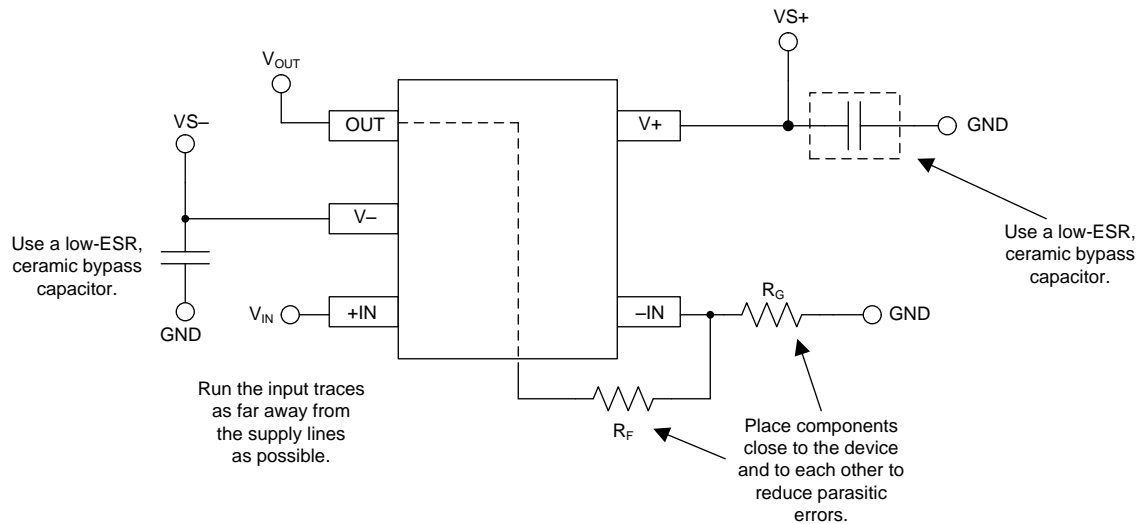 VS+
VOUT
VS–
OUT
V+
GND
V–
Use a low-ESR,
ceramic bypass
capacitor.
Use a low-ESR,
ceramic bypass
capacitor.
GND
VIN
+IN
–IN
RG
GND
Run the input traces
as far away from
the supply lines
as possible.
RF
Place components
close to the device
and to each other to
reduce parasitic
errors.